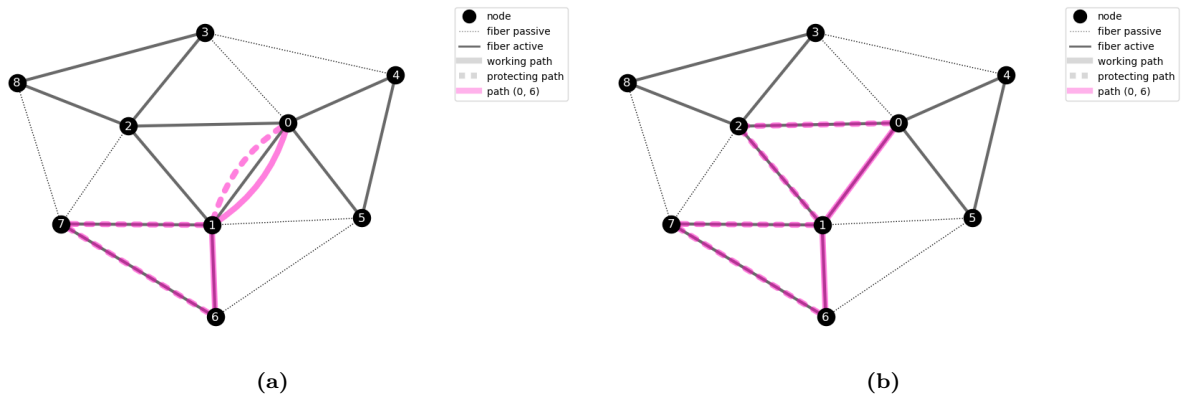 3
4
8
2
0
7
1
5
6
node
fiber passive
fiber active
working path
protecting path
path (0, 6)
(a)
3
4
8
2
0
7
1
5
6
node
fiber passive
fiber active
working path
protecting path
path (0, 6)
(b)